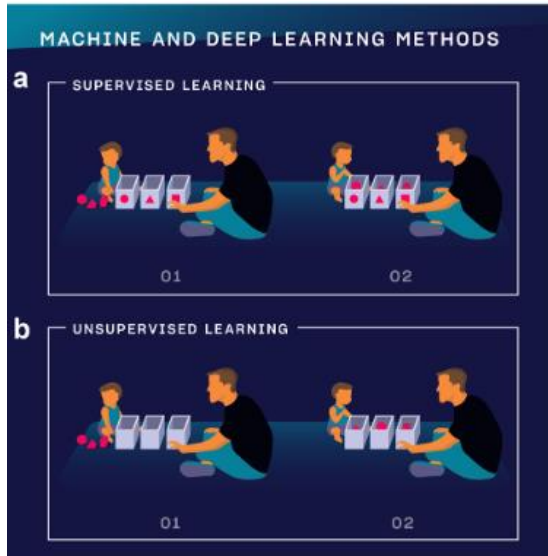 MACHINE AND DEEP LEARNING METHODS
a
SUPERVISED LEARNING
01
02
b
UNSUPERVISED LEARNING
01
02